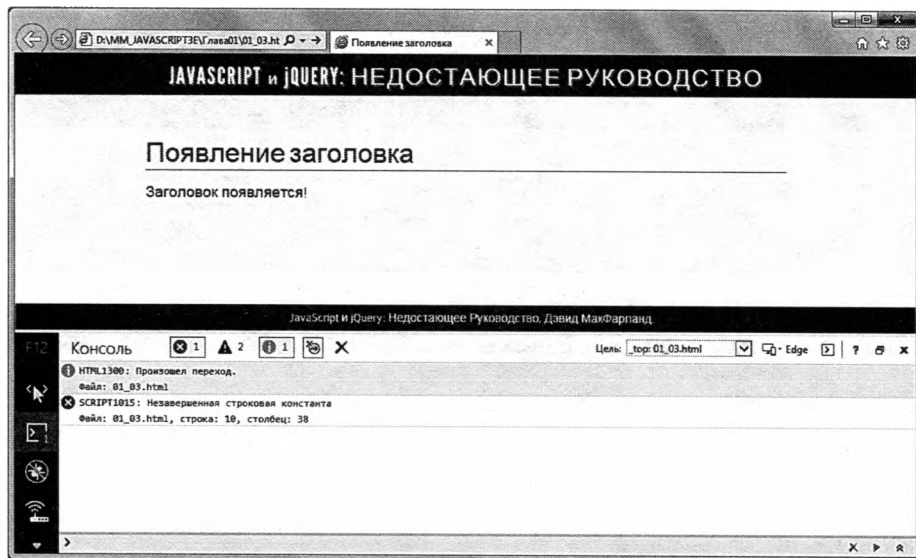 D:\MM_JAVASCRIPT3E\Глава01\01_03.ht
Появление заголовка
JAVASCRIPT и jQUERY: НЕДОСТАЮЩЕЕ РУКОВОДСТВО
Появление заголовка
Заголовок появляется!
JavaScript и jQuery: Недостающее Руководство, Дэвид МакФарланд.
F12
Консоль
1
2
1
Цель: _top: 01_03.html
Edge
?
HTML1300: Произошел переход.
Файл: 01_03.html
SCRIPT1015: Незавершенная строковая константа
Файл: 01_03.html, строка: 10, столбец: 38
1